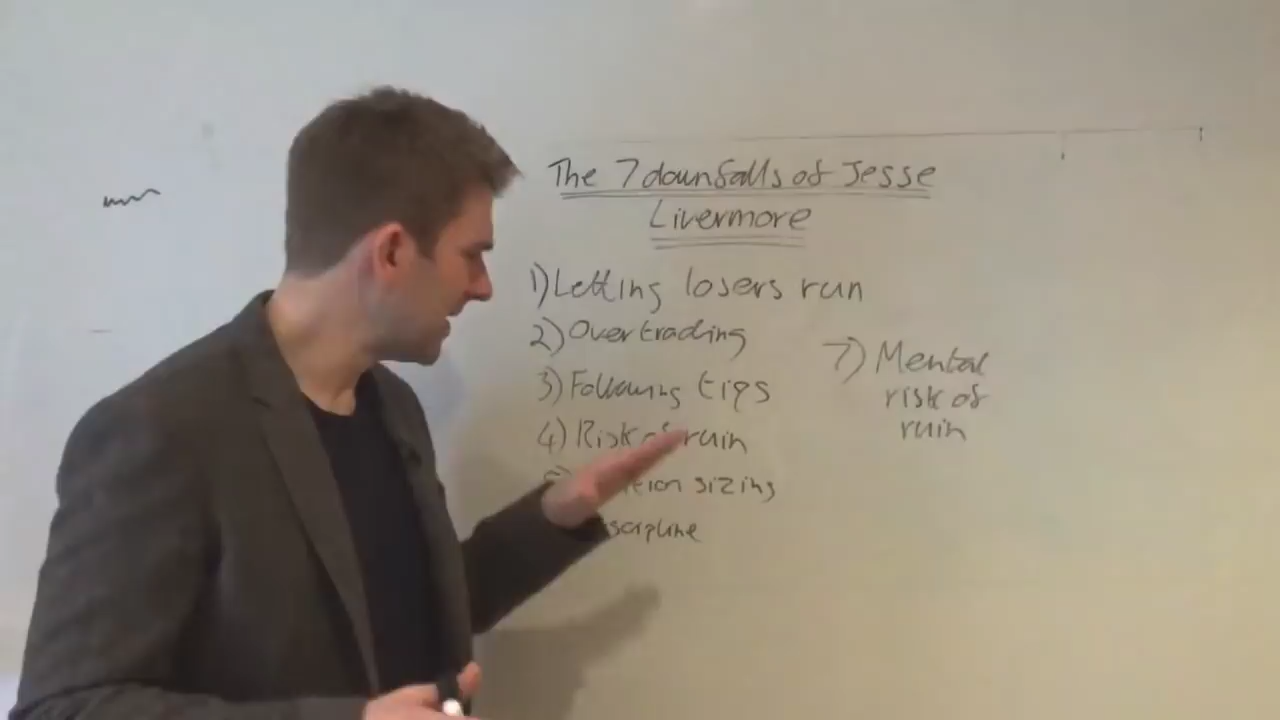 The 7 downfalls of Jesse
Livermore
1) Letting losers run
2) Overtrading
3) Following tips
4) Risk of ruin
sizing
7) Mental
risk of
ruin